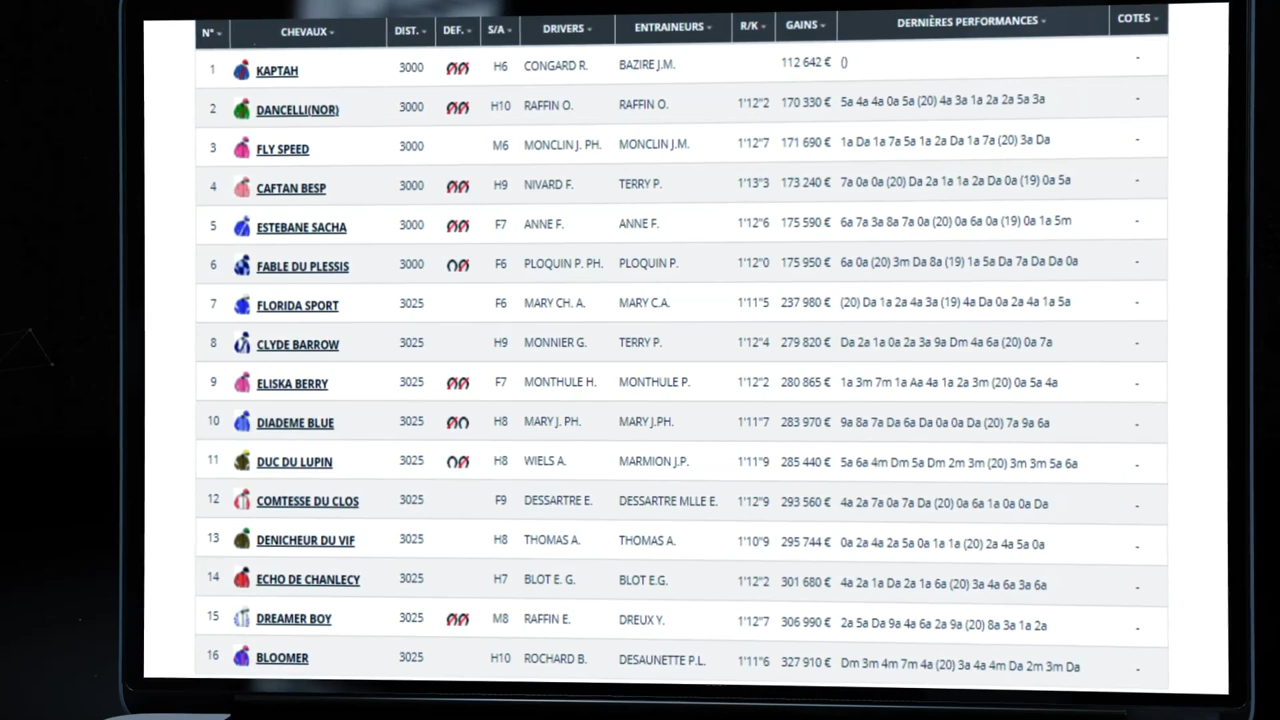 N° CHEVAUX DIST. DEF. S/A DRIVERS ENTRAINEURS R/K GAINS DERNIÈRES PERFORMANCES COTES
1 KAPTAH 3000 H6 CONGARD R. BAZIRE J.M. 112 642 € () -
2 DANCELLI(NOR) 3000 H10 RAFFIN O. RAFFIN O. 1'12"2 170 330 € 5a 4a 4a 0a 5a (20) 4a 3a 1a 2a 2a 5a 3a -
3 FLY SPEED 3000 M6 MONCLIN J. PH. MONCLIN J.M. 1'12"7 171 690 € 1a Da 1a 7a 5a 1a 2a Da 1a 7a (20) 3a Da -
4 CAFTAN BESP 3000 H9 NIVARD F. TERRY P. 1'13"3 173 240 € 7a 0a 0a (20) Da 2a 1a 1a 2a Da 0a (19) 0a 5a -
5 ESTEBANE SACHA 3000 F7 ANNE F. ANNE F. 1'12"6 175 590 € 6a 7a 3a 8a 7a 0a (20) 0a 6a 0a (19) 0a 1a 5m -
6 FABLE DU PLESSIS 3000 F6 PLOQUIN P. PH. PLOQUIN P. 1'12"0 175 950 € 6a 0a (20) 3m Da 8a (19) 1a 5a Da 7a Da Da 0a -
7 FLORIDA SPORT 3025 F6 MARY CH. A. MARY C.A. 1'11"5 237 980 € (20) Da 1a 2a 4a 3a (19) 4a Da 0a 2a 4a 1a 5a -
8 CLYDE BARROW 3025 H9 MONNIER G. TERRY P. 1'12"4 279 820 € Da 2a 1a 0a 2a 3a 9a Dm 4a 6a (20) 0a 7a -
9 ELISKA BERRY 3025 F7 MONTHULE H. MONTHULE P. 1'12"2 280 865 € 1a 3m 7m 1a Aa 4a 1a 2a 3m (20) 0a 5a 4a -
10 DIADEME BLUE 3025 H8 MARY J. PH. MARY J.PH. 1'11"7 283 970 € 9a 8a 7a Da 6a Da 0a 0a Da (20) 7a 9a 6a -
11 DUC DU LUPIN 3025 H8 WIELS A. MARMION J.P. 1'11"9 285 440 € 5a 6a 4m Dm 5a Dm 2m 3m (20) 3m 3m 5a 6a -
12 COMTESSE DU CLOS 3025 F9 DESSARTRE E. DESSARTRE MLLE E. 1'12"9 293 560 € 4a 2a 7a 0a 7a Da (20) 0a 6a 1a 0a 0a Da -
13 DENICHEUR DU VIF 3025 H8 THOMAS A. THOMAS A. 1'10"9 295 744 € 0a 2a 4a 2a 5a 0a 1a 1a (20) 2a 4a 5a 0a -
14 ECHO DE CHANLECY 3025 H7 BLOT E. G. BLOT E.G. 1'12"2 301 680 € 4a 2a 1a Da 2a 1a 6a (20) 3a 4a 6a 3a 6a -
15 DREAMER BOY 3025 M8 RAFFIN E. DREUX Y. 1'12"7 306 990 € 2a 5a Da 9a 4a 6a 2a 9a (20) 8a 3a 1a 2a -
16 BLOOMER 3025 H10 ROCHARD B. DESAUNETTE P.L. 1'11"6 327 910 € Dm 3m 4m 7m 4a (20) 3a 4a 4m Da 2m 3m Da -